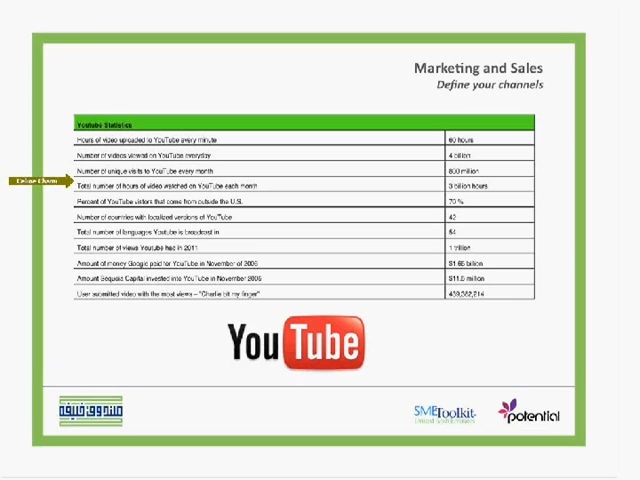 Marketing and Sales
Define your channels
Youtube Statistics
Hours of video uploaded to YouTube every minute 60 hours
Number of videos viewed on YouTube everyday 4 billion
Number of unique visits to YouTube every month 800 million
Total number of hours of video watched on YouTube each month 3 billion hours
Percent of YouTube vistors that come from outside the U.S. 70 %
Number of countries with localized versions of YouTube 42
Total number of languages Youtube is broadcast in 54
Total number of views Youtube had in 2011 1 trillion
Amount of money Google paid for YouTube in November of 2006 $1.65 billion
Amount Sequoia Capital invested into YouTube in November 2005 $11.5 million
User submitted video with the most views – "Charlie bit my finger"
YouTube
صندوق خليفة
SMEToolkit
potential